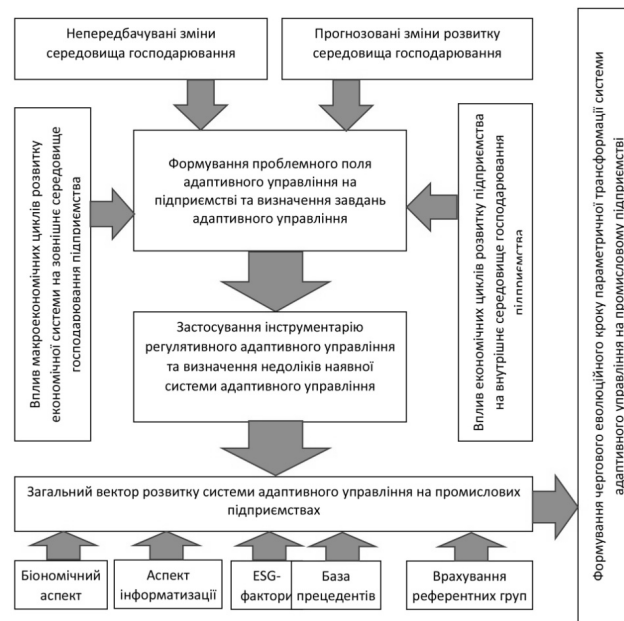 Непередбачувані зміни
середовища господарювання
Прогнозовані зміни розвитку
середовища господарювання
Вплив макроекономічних циклів розвитку
економічної системи на зовнішнє середовище
господарювання підприємства
Формування проблемного поля
адаптивного управління на
підприємстві та визначення завдань
адаптивного управління
Вплив економічних циклів розвитку підприємства
на внутрішнє середовище господарювання
підприємства
Застосування інструментарію
регулятивного адаптивного управління
та визначення недоліків наявної
системи адаптивного управління
Загальний вектор розвитку системи адаптивного управління на промислових
підприємствах
Біономічний
аспект
Аспект
інформатизації
ESG-
фактори
База
прецедентів
Врахування
референтних груп
Формування чергового еволюційного кроку параметричної трансформації системи
адаптивного управління на промисловому підприємстві